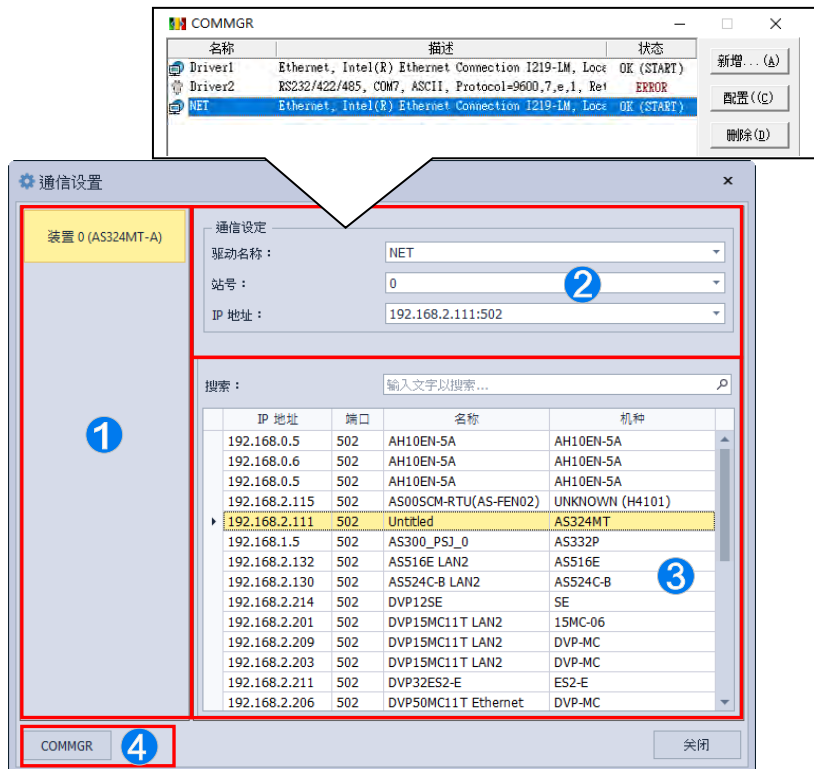 COMMGR
名称 描述 状态
Driver1 Ethernet, Intel(R) Ethernet Connection I219-LM, Loca OK (START)
Driver2 RS232/422/485, COM7, ASCII, Protocol=9600,7,e,1, Ret ERROR
NET Ethernet, Intel(R) Ethernet Connection I219-LM, Loca OK (START)
新增...(A)
配置((C)
删除(D)
通信设置
装置 0 (AS324MT-A)
1
通信设定
驱动名称： NET
站号： 0
2
IP 地址： 192.168.2.111:502
搜索： 输入文字以搜索...
IP 地址 端口 名称 机种
192.168.0.5 502 AH10EN-5A AH10EN-5A
192.168.0.6 502 AH10EN-5A AH10EN-5A
192.168.0.5 502 AH10EN-5A AH10EN-5A
192.168.2.115 502 AS00SCM-RTU(AS-FEN02) UNKNOWN (H4101)
192.168.2.111 502 Untitled AS324MT
192.168.1.5 502 AS300_PSJ_0 AS332P
192.168.2.132 502 AS516E LAN2 AS516E
192.168.2.130 502 AS524C-B LAN2 AS524C-B
3
192.168.2.214 502 DVP12SE SE
192.168.2.201 502 DVP15MC11T LAN2 15MC-06
192.168.2.209 502 DVP15MC11T LAN2 DVP-MC
192.168.2.203 502 DVP15MC11T LAN2 DVP-MC
192.168.2.211 502 DVP32ES2-E ES2-E
192.168.2.206 502 DVP50MC11T Ethernet DVP-MC
COMMGR
4
关闭